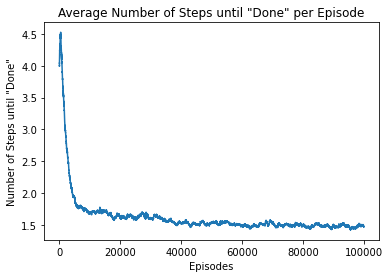 Average Number of Steps until "Done" per Episode
Number of Steps until "Done"
4.5
4.0
3.5
3.0
2.5
2.0
1.5
0 20000 40000 60000 80000 100000
Episodes